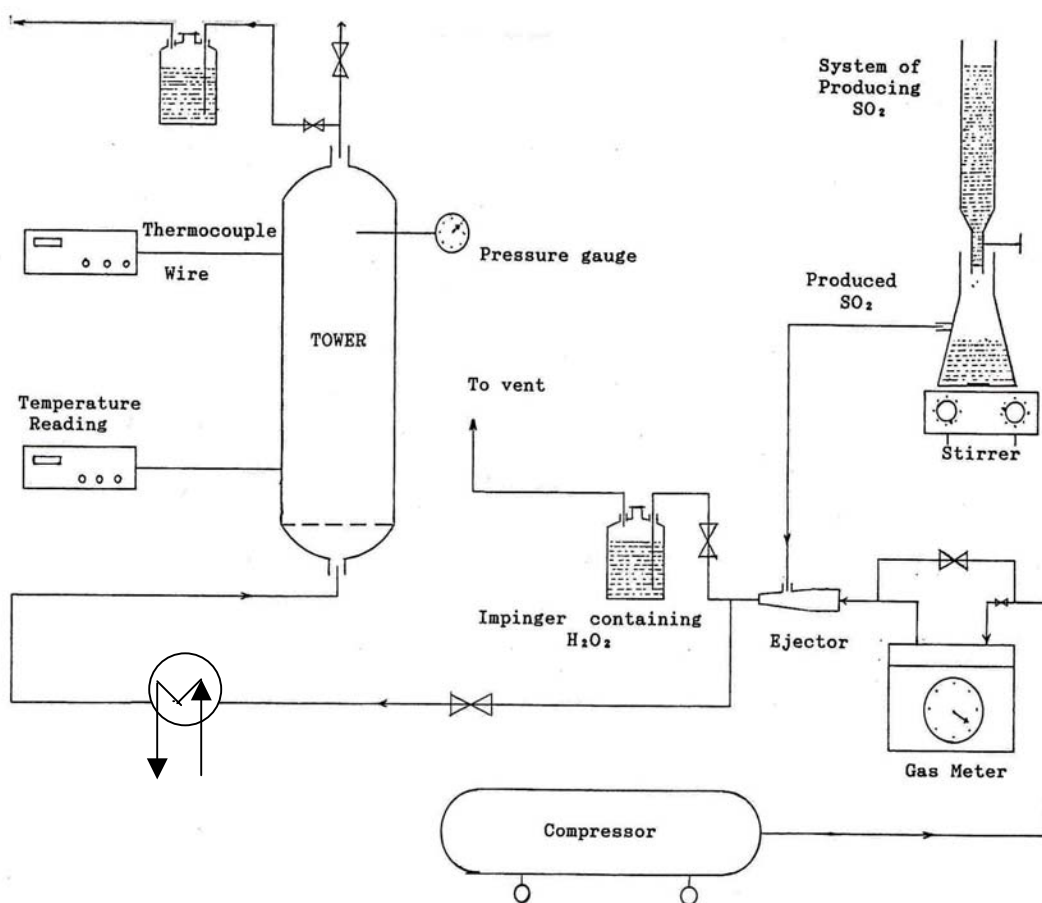 System of
Producing
SO₂
Thermocouple
Wire
Pressure gauge
Produced
SO₂
TOWER
To vent
Temperature
Reading
Stirrer
Impinger containing
H₂O₂
Ejector
Gas Meter
Compressor